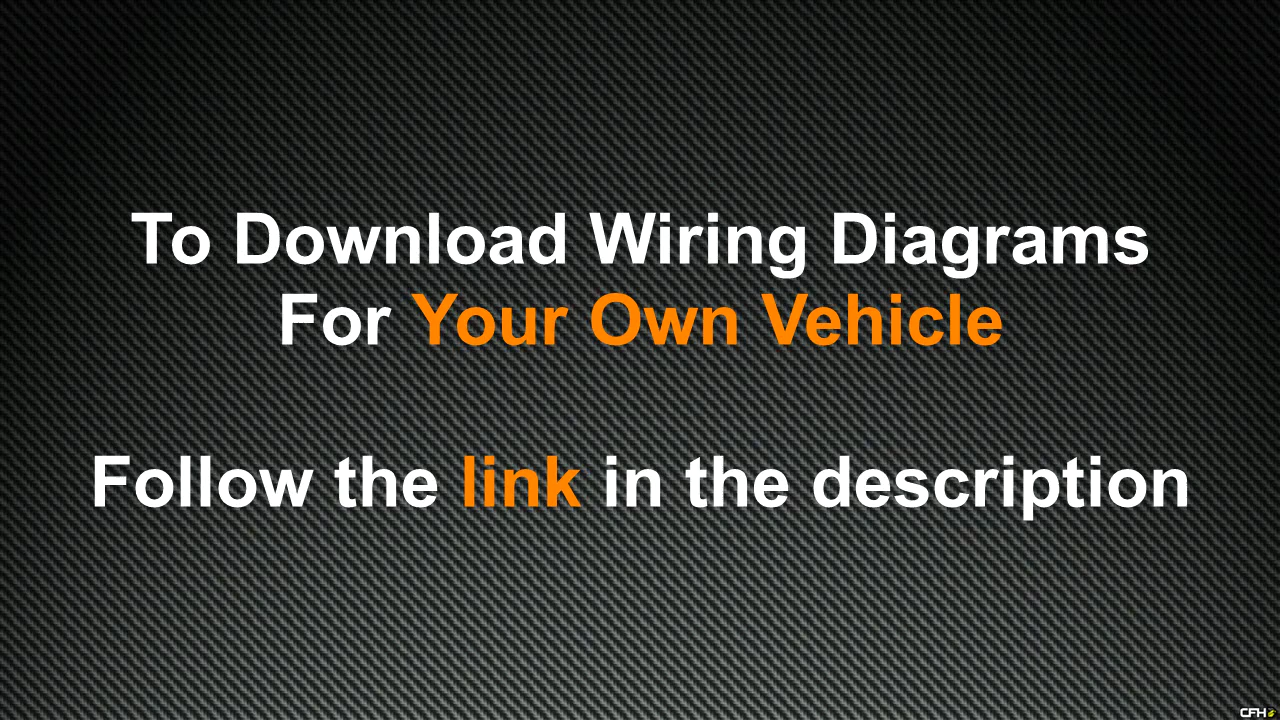 To Download Wiring Diagrams
For Your Own Vehicle
Follow the link in the description
CFH